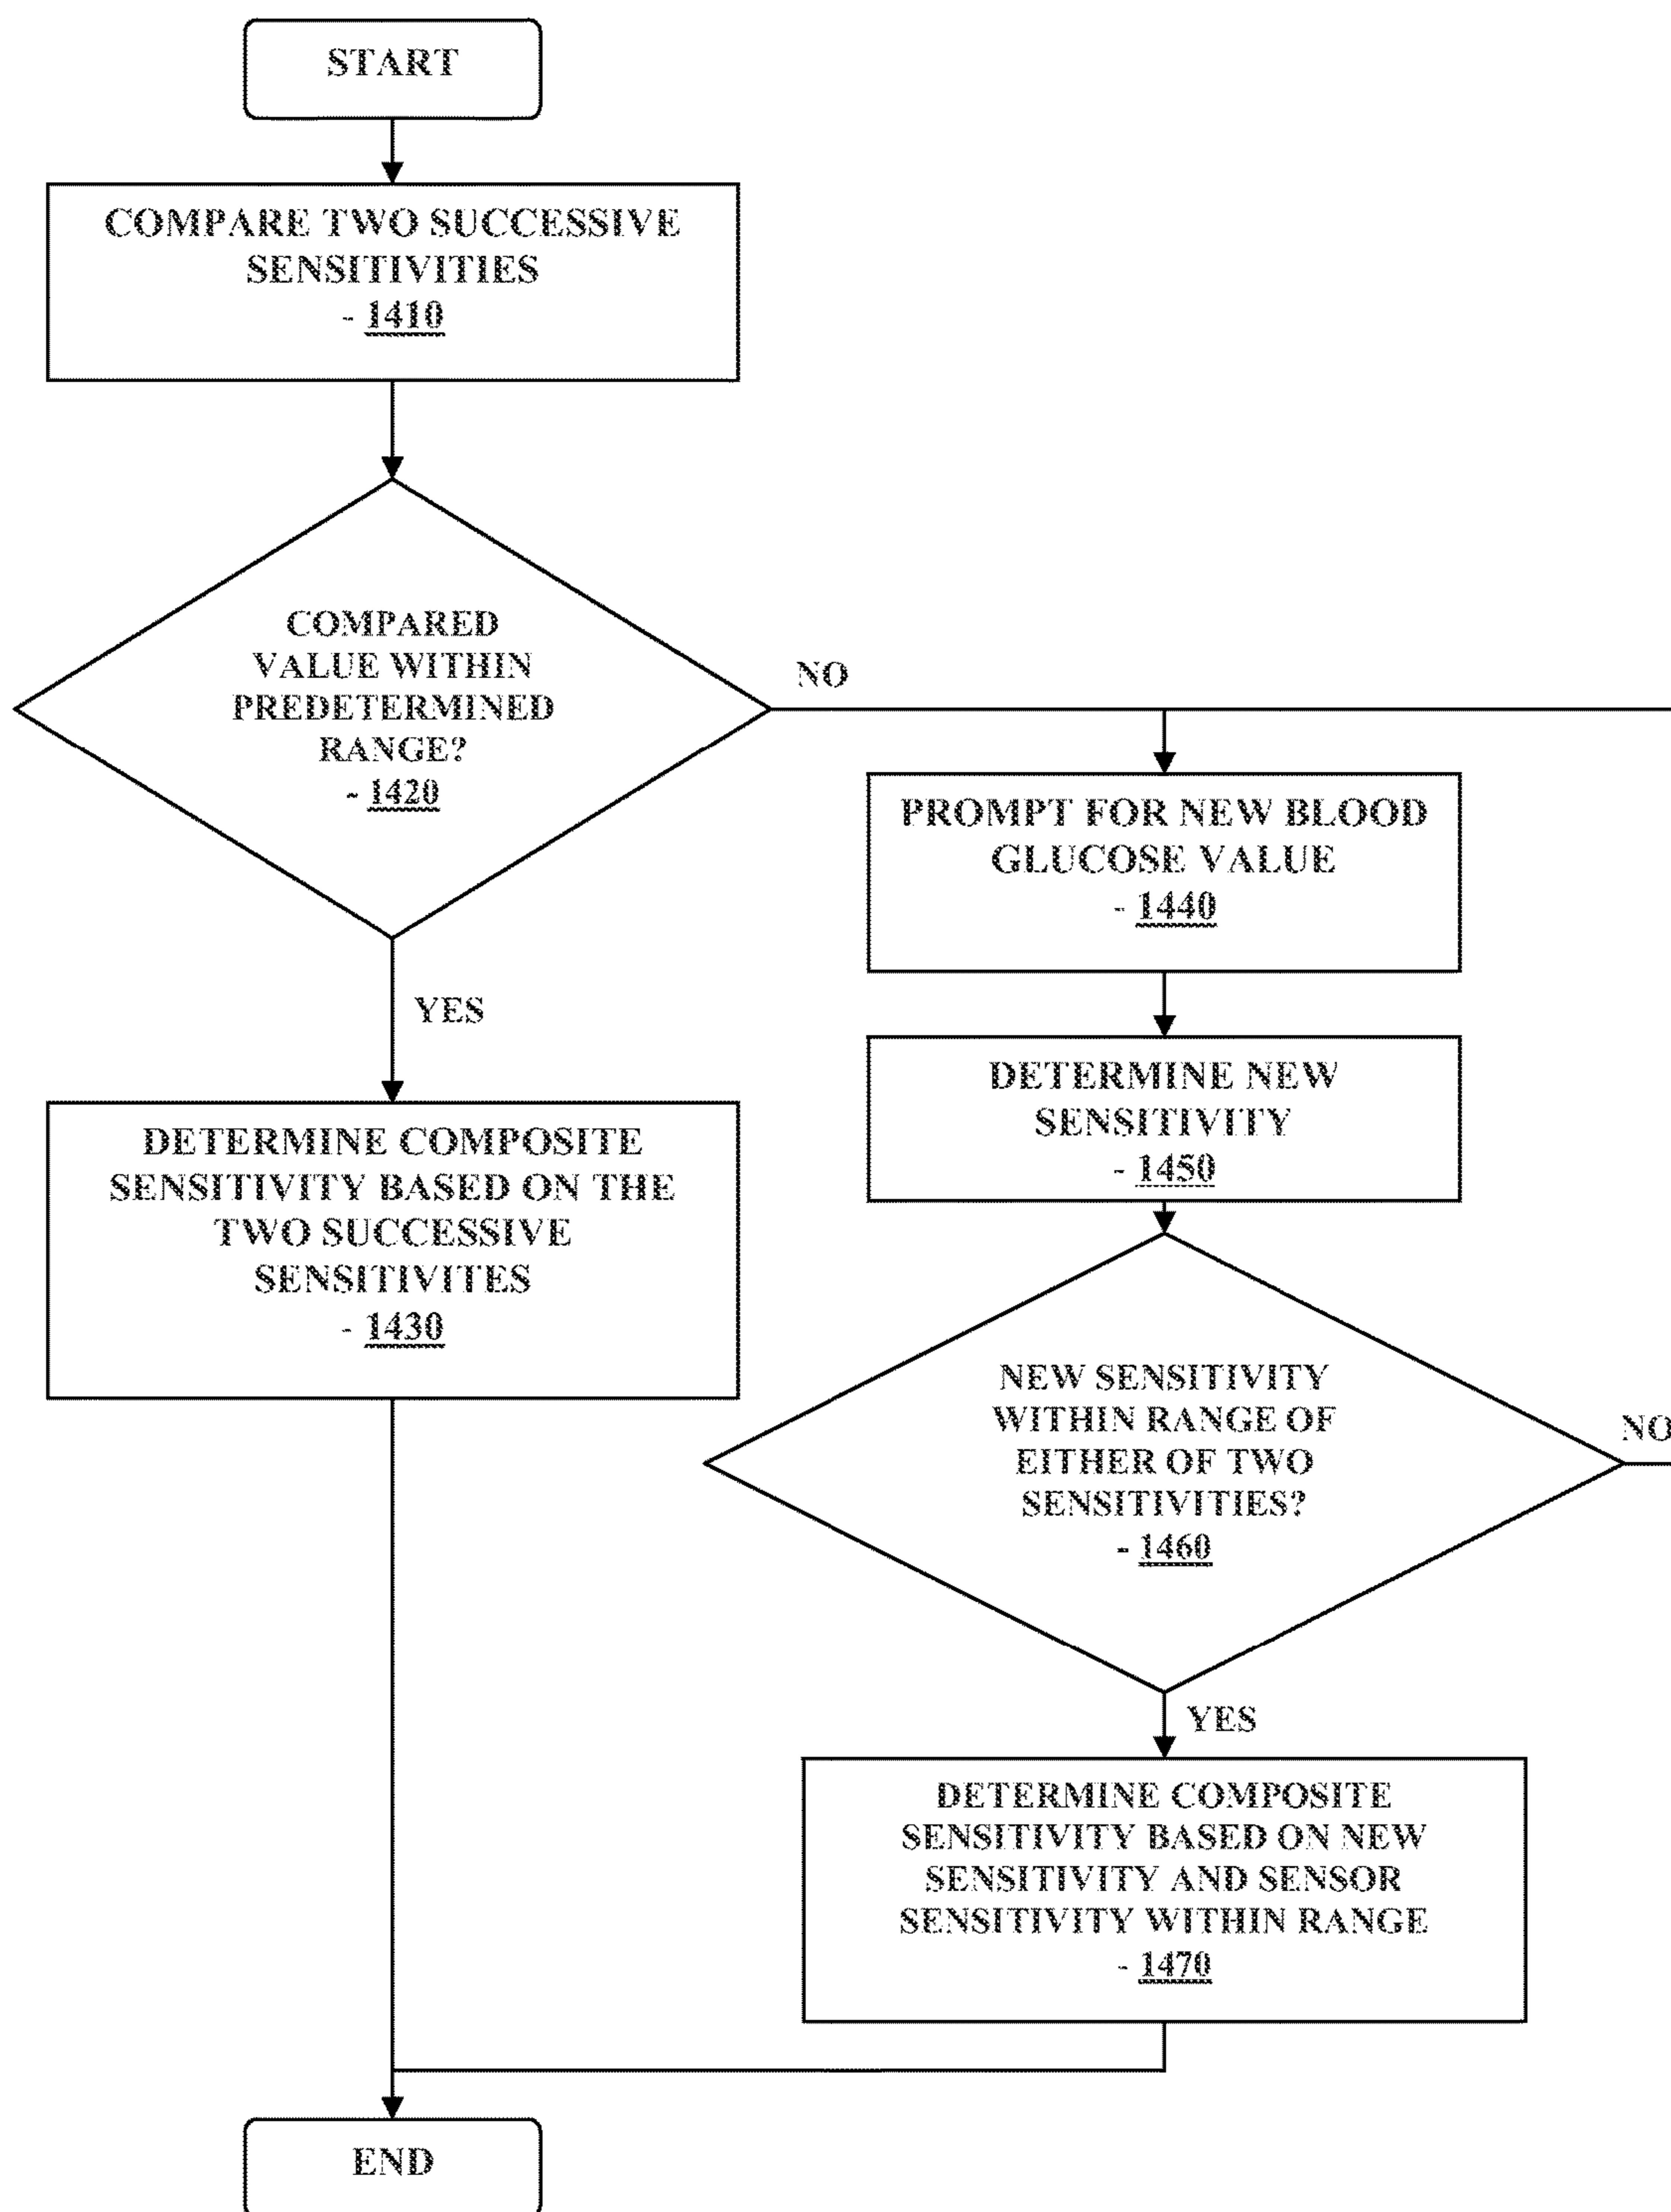 START
COMPARE TWO SUCCESSIVE
SENSITIVITIES
- 1410
COMPARED
VALUE WITHIN
PREDETERMINED
RANGE?
- 1420
NO
YES
DETERMINE COMPOSITE
SENSITIVITY BASED ON THE
TWO SUCCESSIVE
SENSITIVITES
- 1430
PROMPT FOR NEW BLOOD
GLUCOSE VALUE
- 1440
DETERMINE NEW
SENSITIVITY
- 1450
NEW SENSITIVITY
WITHIN RANGE OF
EITHER OF TWO
SENSITIVITIES?
- 1460
NO
YES
DETERMINE COMPOSITE
SENSITIVITY BASED ON NEW
SENSITIVITY AND SENSOR
SENSITIVITY WITHIN RANGE
- 1470
END